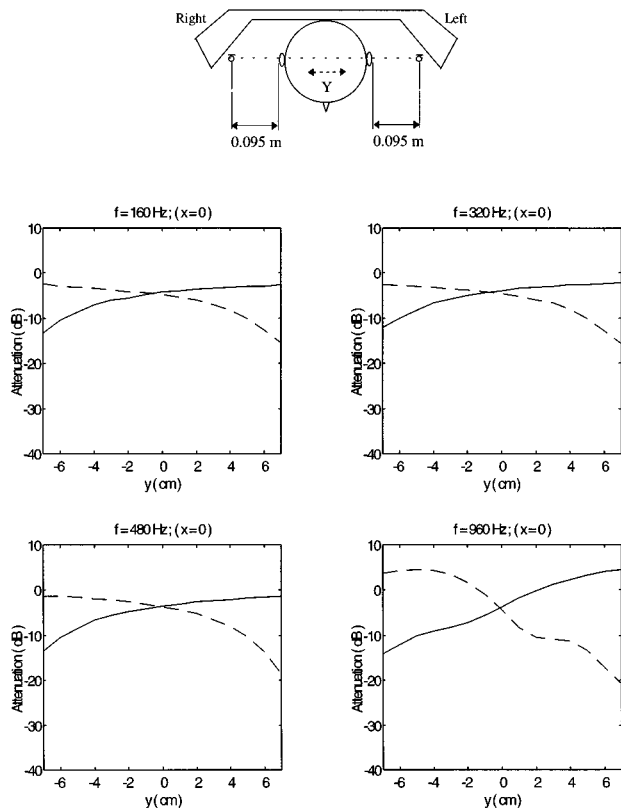 Right
Left
Y
0.095 m
0.095 m
f=160Hz; (x=0)
f=320Hz; (x=0)
10
0
-10
-20
-30
-40
Attenuation (dB)
-6 -4 -2 0 2 4 6
y (cm)
10
0
-10
-20
-30
-40
Attenuation (dB)
-6 -4 -2 0 2 4 6
y (cm)
f=480Hz; (x=0)
f=960Hz; (x=0)
10
0
-10
-20
-30
-40
Attenuation (dB)
-6 -4 -2 0 2 4 6
y (cm)
10
0
-10
-20
-30
-40
Attenuation (dB)
-6 -4 -2 0 2 4 6
y (cm)